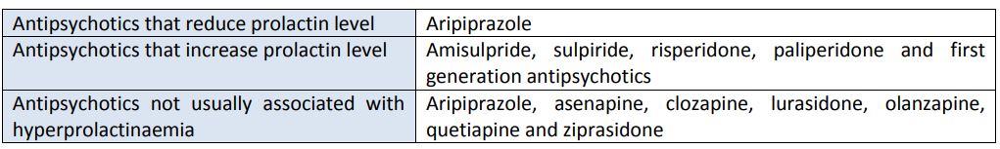 Antipsychotics that reduce prolactin level
Aripiprazole
Antipsychotics that increase prolactin level
Amisulpride, sulpiride, risperidone, paliperidone and first
generation antipsychotics
Antipsychotics not usually associated with
hyperprolactinaemia
Aripiprazole, asenapine, clozapine, lurasidone, olanzapine,
quetiapine and ziprasidone